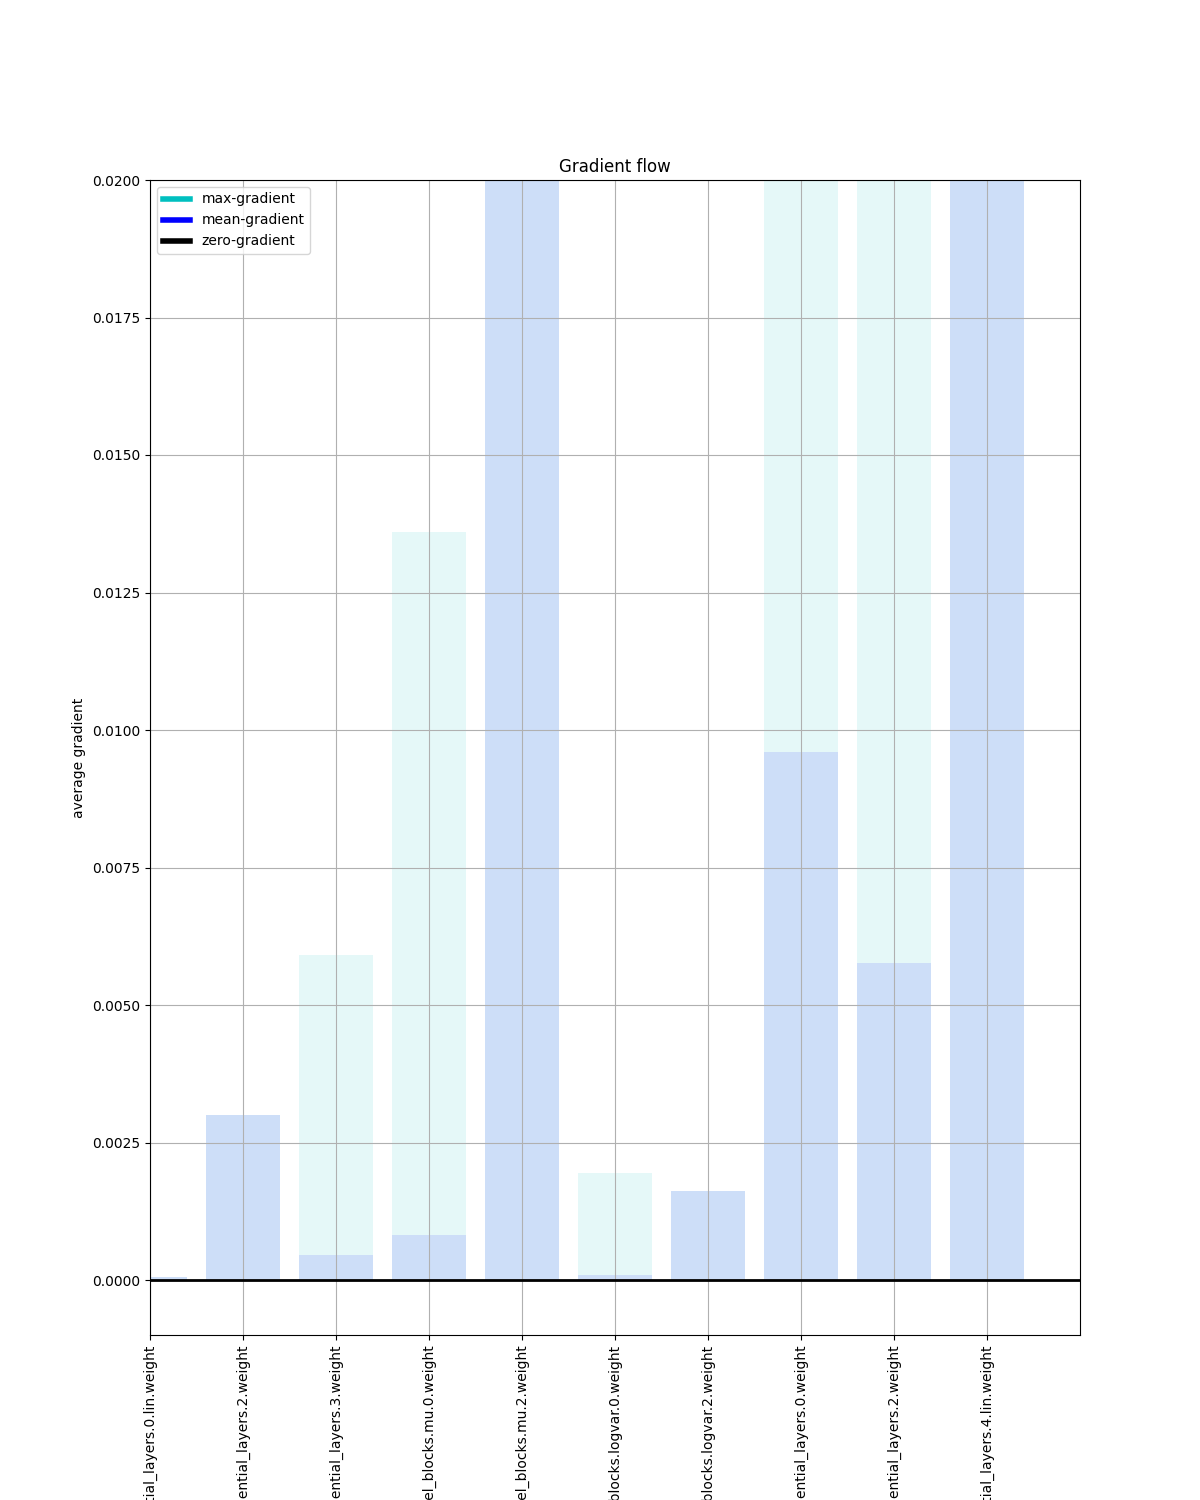 Gradient flow
max-gradient
mean-gradient
zero-gradient
average gradient
0.0200
0.0175
0.0150
0.0125
0.0100
0.0075
0.0050
0.0025
0.0000
tial_layers.0.lin.weight
ential_layers.2.weight
ential_layers.3.weight
el_blocks.mu.0.weight
el_blocks.mu.2.weight
blocks.logvar.0.weight
blocks.logvar.2.weight
ential_layers.0.weight
ential_layers.2.weight
tial_layers.4.lin.weight